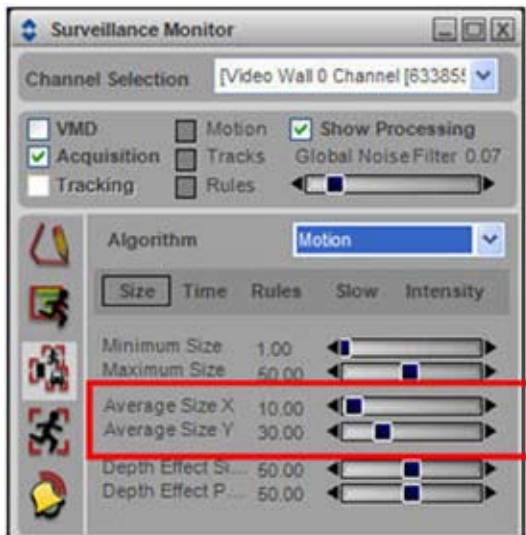 Surveillance Monitor
Channel Selection [Video Wall 0 Channel [63385
VMD Motion Show Processing
Acquisition Tracks Global Noise Filter 0.07
Tracking Rules
Algorithm Motion
Size Time Rules Slow Intensity
Minimum Size 1.00
Maximum Size 50.00
Average Size X 10.00
Average Size Y 30.00
Depth Effect Si... 50.00
Depth Effect P... 50.00